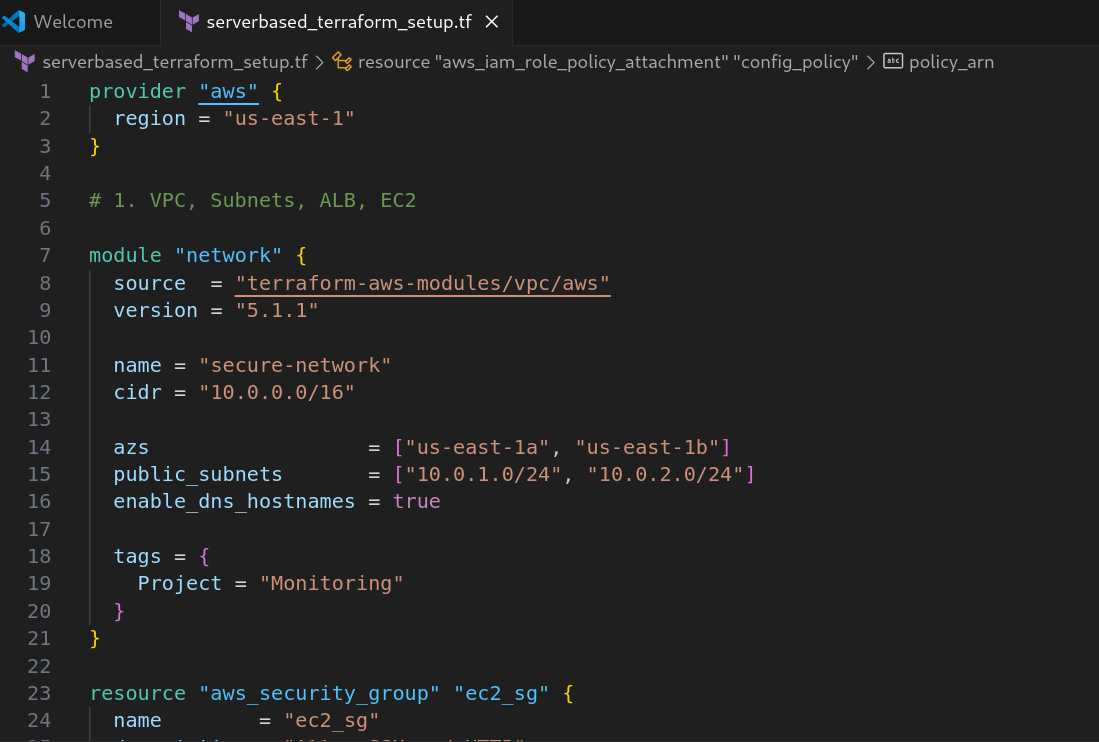 Welcome
serverbased_terraform_setup.tf
serverbased_terraform_setup.tf > resource "aws_iam_role_policy_attachment" "config_policy" > abc policy_arn
1 provider "aws" {
2   region = "us-east-1"
3 }
4
5 # 1. VPC, Subnets, ALB, EC2
6
7 module "network" {
8   source  = "terraform-aws-modules/vpc/aws"
9   version = "5.1.1"
10
11   name = "secure-network"
12   cidr = "10.0.0.0/16"
13
14   azs                  = ["us-east-1a", "us-east-1b"]
15   public_subnets       = ["10.0.1.0/24", "10.0.2.0/24"]
16   enable_dns_hostnames = true
17
18   tags = {
19     Project = "Monitoring"
20   }
21 }
22
23 resource "aws_security_group" "ec2_sg" {
24   name        = "ec2_sg"